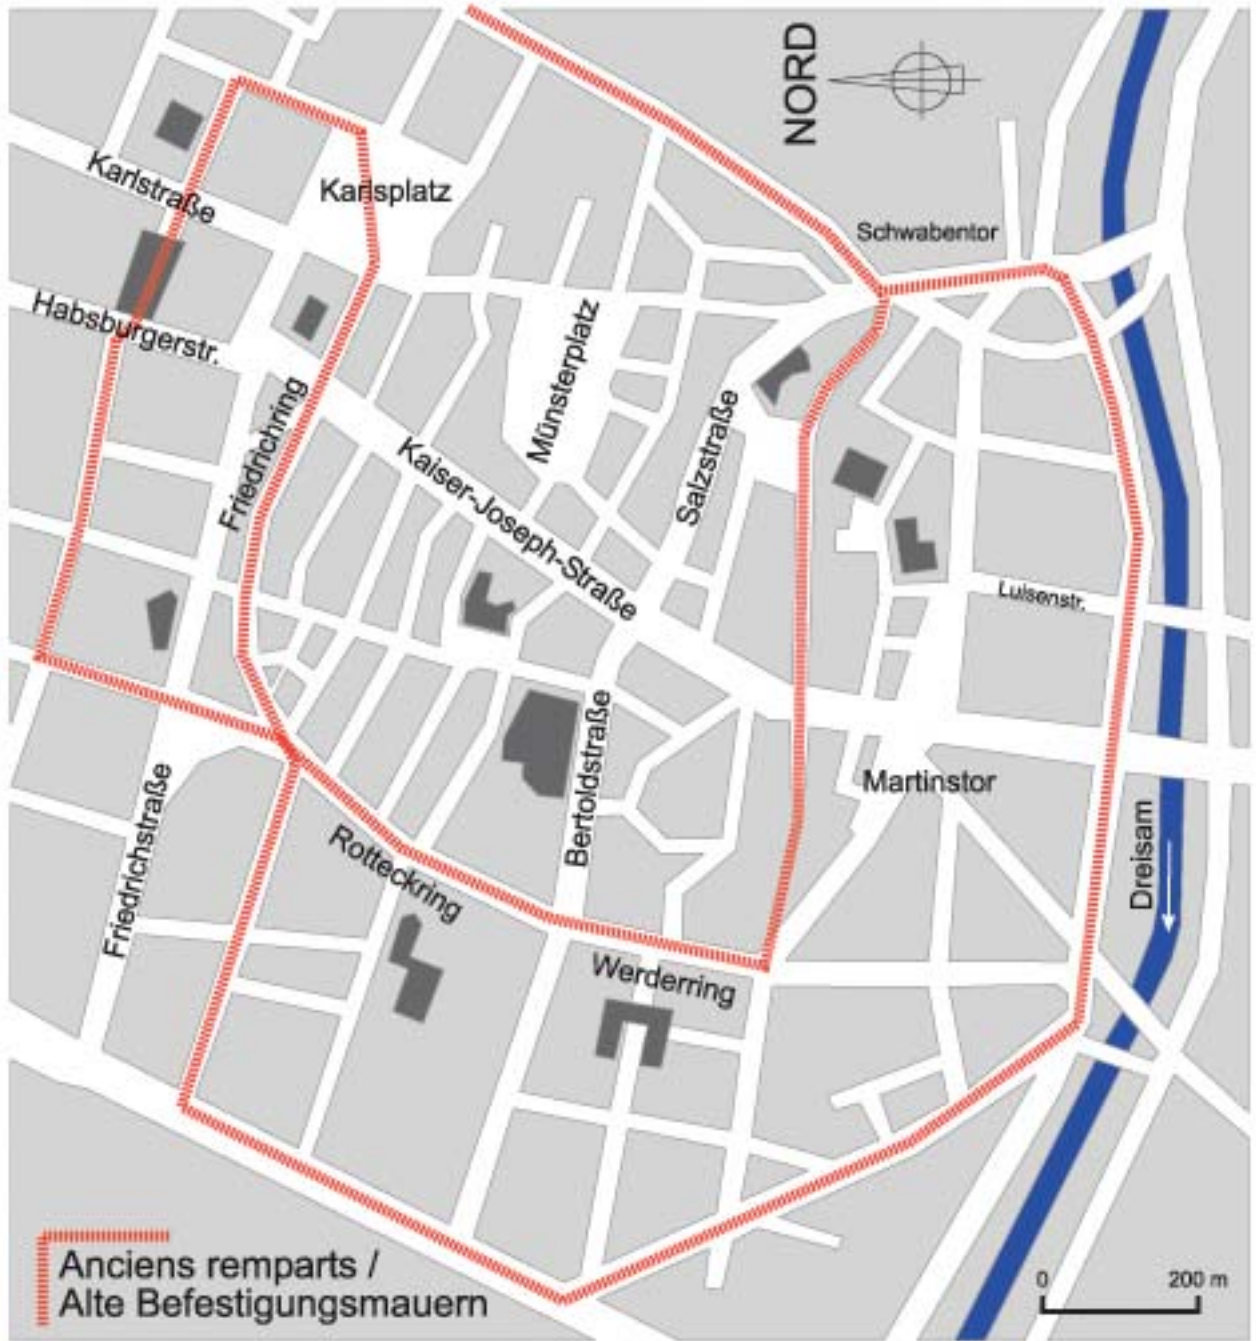 NORD
Karlstraße
Karlsplatz
Schwabentor
Habsburgerstr.
Münsterplatz
Friedrichring
Salzstraße
Kaiser-Joseph-Straße
Luisenstr.
Martinstor
Bertoldstraße
Friedrichstraße
Rotteckring
Dreisam
Werderring
Anciens remparts /
Alte Befestigungsmauern
0 200 m